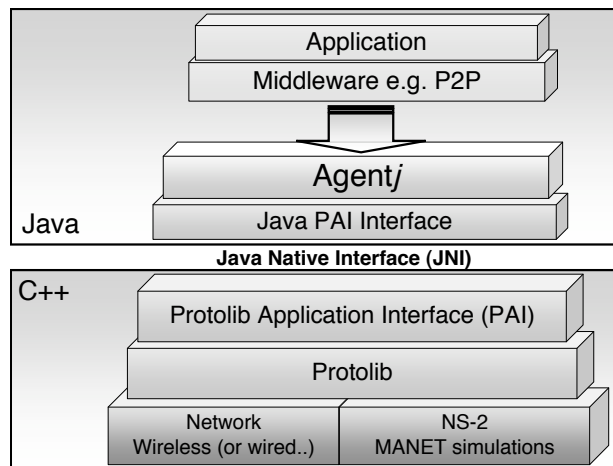 Application
Middleware e.g. P2P
Agentj
Java PAI Interface
Java
Java Native Interface (JNI)
C++
Protolib Application Interface (PAI)
Protolib
Network
Wireless (or wired..)
NS-2
MANET simulations